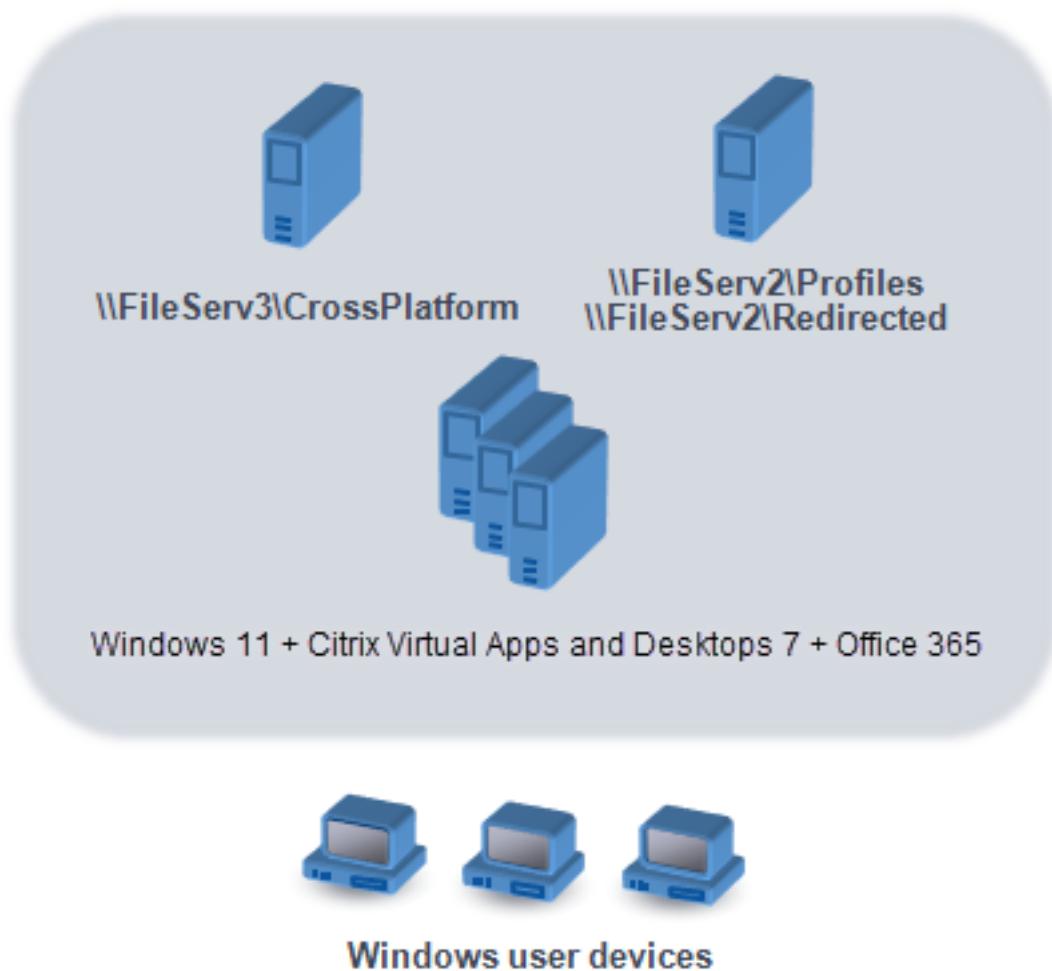 \\FileServ3\CrossPlatform
\\FileServ2\Profiles
\\FileServ2\Redirected
Windows 11 + Citrix Virtual Apps and Desktops 7 + Office 365
Windows user devices